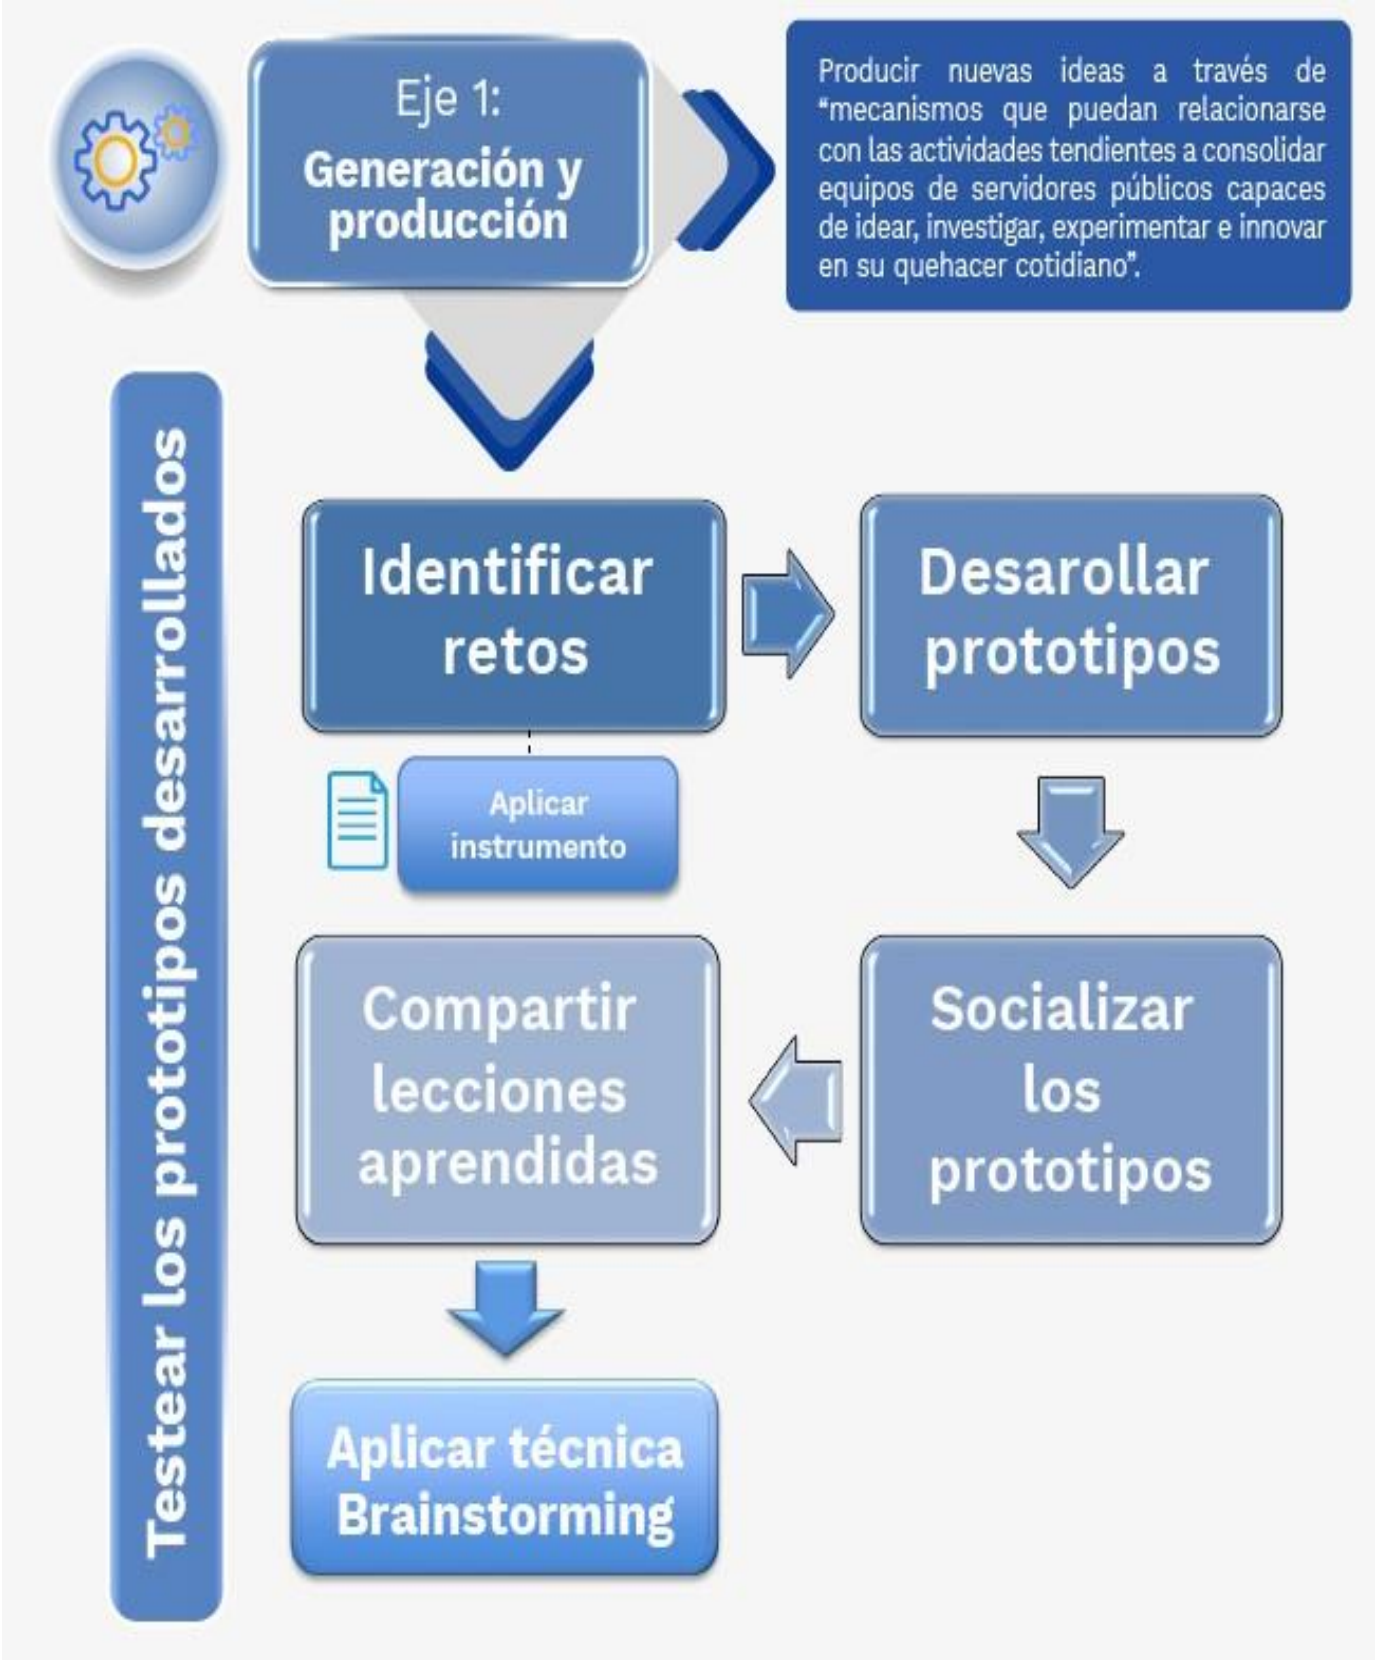 Eje 1:
Generación y
producción
Producir nuevas ideas a través de
“mecanismos que puedan relacionarse
con las actividades tendientes a consolidar
equipos de servidores públicos capaces
de idear, investigar, experimentar e innovar
en su quehacer cotidiano”.
Testear los prototipos desarrollados
Identificar
retos
Desarollar
prototipos
Aplicar
instrumento
Socializar
los
prototipos
Compartir
lecciones
aprendidas
Aplicar técnica
Brainstorming